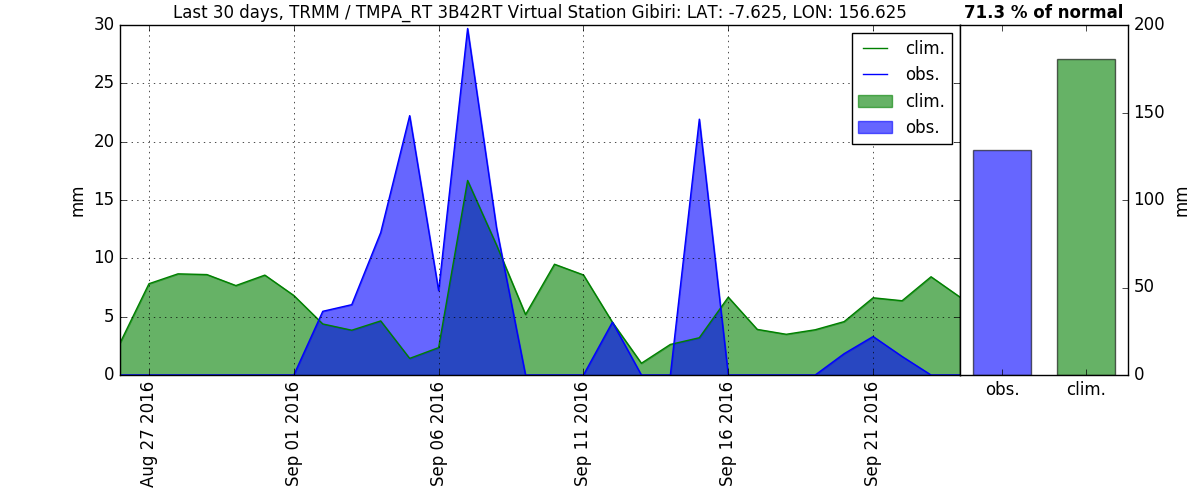 Last 30 days, TRMM / TMPA_RT 3B42RT Virtual Station Gibiri: LAT: -7.625, LON: 156.625
71.3 % of normal
30
25
20
15
10
5
0
mm
clim.
obs.
clim.
obs.
200
150
100
50
0
mm
obs.
clim.
Aug 27 2016
Sep 01 2016
Sep 06 2016
Sep 11 2016
Sep 16 2016
Sep 21 2016